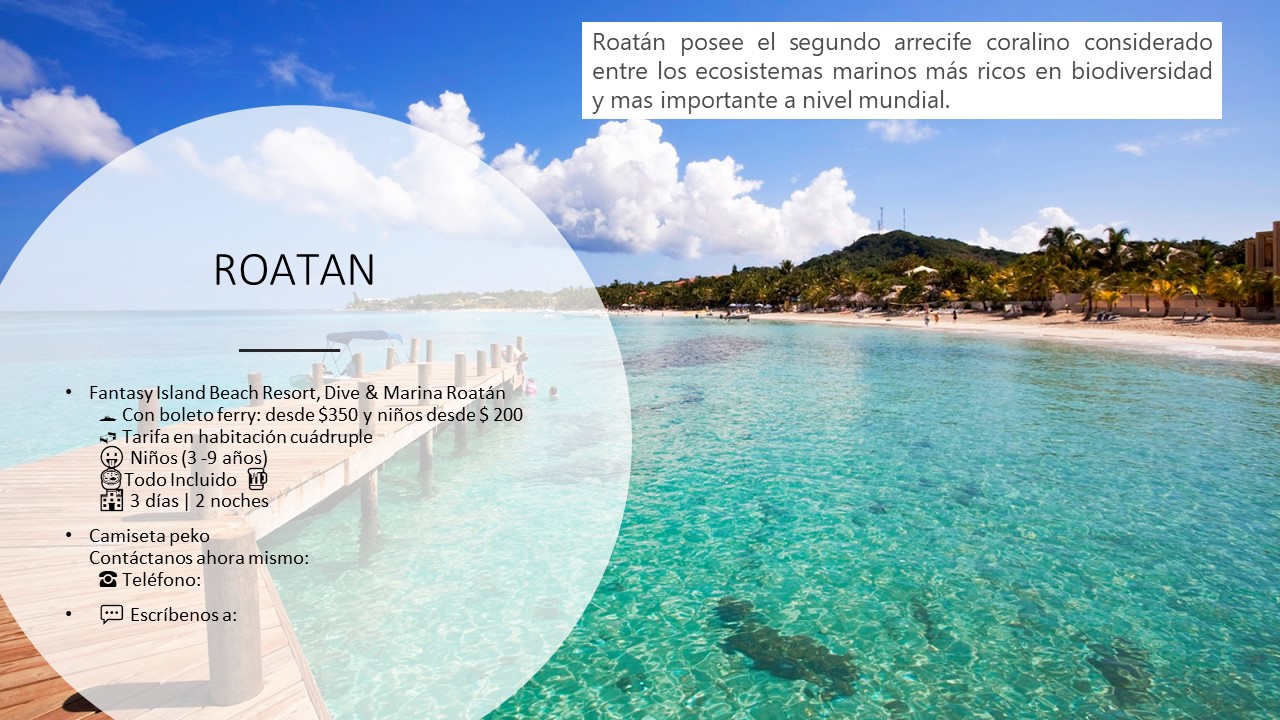 Roatán posee el segundo arrecife coralino considerado
entre los ecosistemas marinos más ricos en biodiversidad
y mas importante a nivel mundial.
ROATAN
• Fantasy Island Beach Resort, Dive & Marina Roatán
Con boleto ferry: desde $350 y niños desde $ 200
Tarifa en habitación cuádruple
Niños (3 -9 años)
Todo Incluido
3 días | 2 noches
• Camiseta peko
Contáctanos ahora mismo:
Teléfono:
• Escríbenos a: